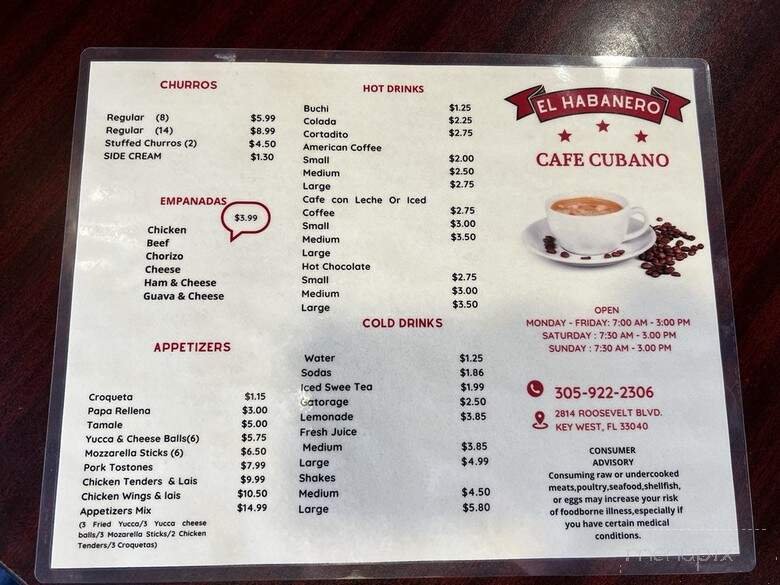 CHURROS
Regular (8) $5.99
Regular (14) $8.99
Stuffed Churros (2) $4.50
SIDE CREAM $1.30
EMPANADAS
$3.99
Chicken
Beef
Chorizo
Cheese
Ham & Cheese
Guava & Cheese
APPETIZERS
Croqueta $1.15
Papa Rellena $3.00
Tamale $5.00
Yucca & Cheese Balls(6) $5.75
Mozzarella Sticks (6) $6.50
Pork Tostones $7.99
Chicken Tenders & Lais $9.99
Chicken Wings & lais $10.50
Appetizers Mix $14.99
(3 Fried Yucca/3 Yucca cheese
balls/3 Mozarella Sticks/2 Chicken
Tenders/3 Croquetas)
HOT DRINKS
Buchi $1.25
Colada $2.25
Cortadito $2.75
American Coffee
Small $2.00
Medium $2.50
Large $2.75
Cafe con Leche Or Iced
Coffee $2.75
Small $3.00
Medium $3.50
Large
Hot Chocolate
Small $2.75
Medium $3.00
Large $3.50
COLD DRINKS
Water $1.25
Sodas $1.86
Iced Swee Tea $1.99
Gatorage $2.50
Lemonade $3.85
Fresh Juice
Medium $3.85
Large $4.99
Shakes
Medium $4.50
Large $5.80
EL HABANERO
CAFE CUBANO
OPEN
MONDAY - FRIDAY: 7:00 AM - 3:00 PM
SATURDAY : 7:30 AM - 3.00 PM
SUNDAY : 7:30 AM - 3.00 PM
305-922-2306
2814 ROOSEVELT BLVD.
KEY WEST, FL 33040
CONSUMER
ADVISORY
Consuming raw or undercooked
meats,poultry,seafood,shellfish,
or eggs may increase your risk
of foodborne illness,especially if
you have certain medical
conditions.
menupix